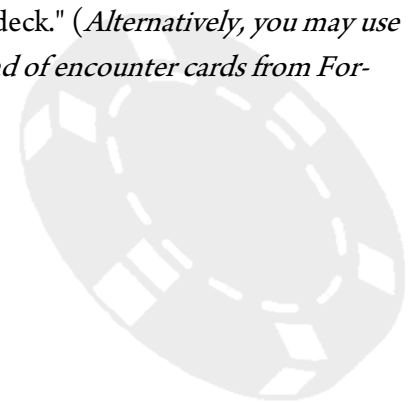 deck." (Alternatively, you may use
of encounter cards from For-